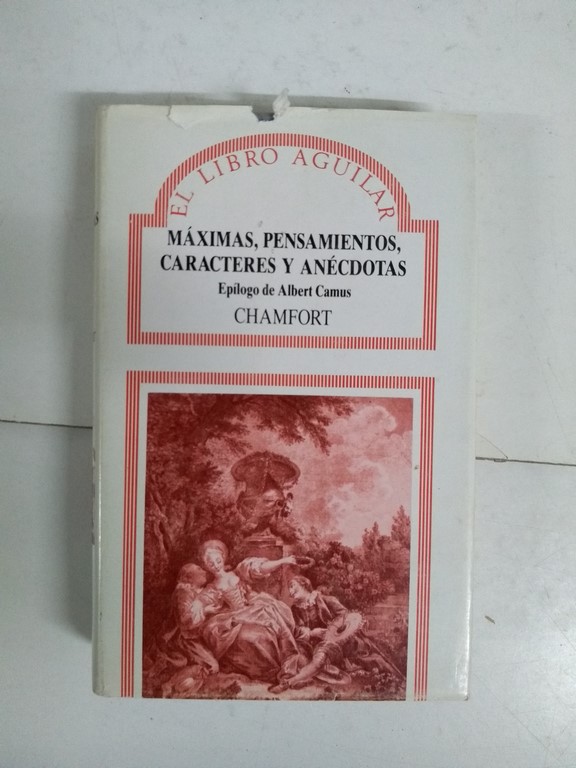 EL LIBRO AGUILAR
MÁXIMAS, PENSAMIENTOS,
CARACTERES Y ANÉCDOTAS
Epílogo de Albert Camus
CHAMFORT